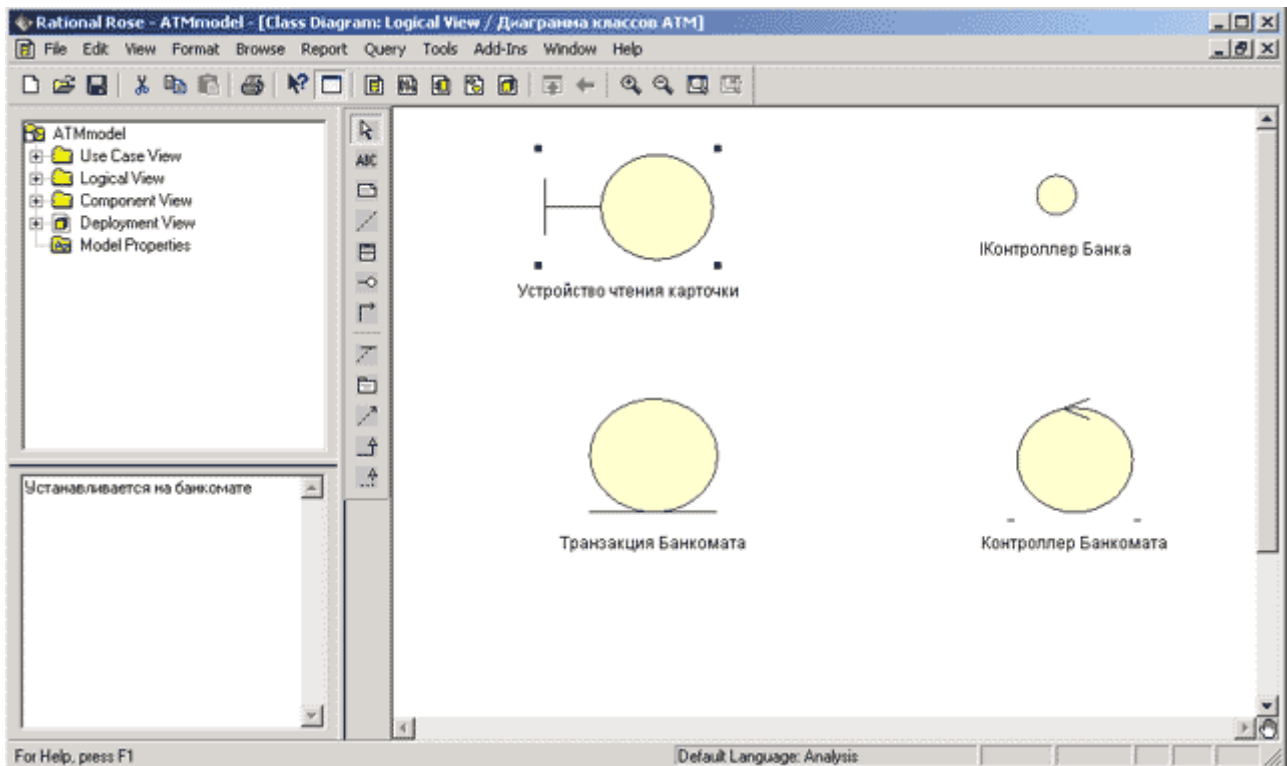 Rational Rose - ATMmodel - [Class Diagram: Logical View / Диаграмма классов ATM]
File Edit View Format Browse Report Query Tools Add-Ins Window Help
ATMmodel
Use Case View
Logical View
Component View
Deployment View
Model Properties
ABC
Устройство чтения карточки
IКонтроллер Банка
Транзакция Банкомата
Контроллер Банкомата
Устанавливается на банкомате
For Help, press F1
Default Language: Analysis